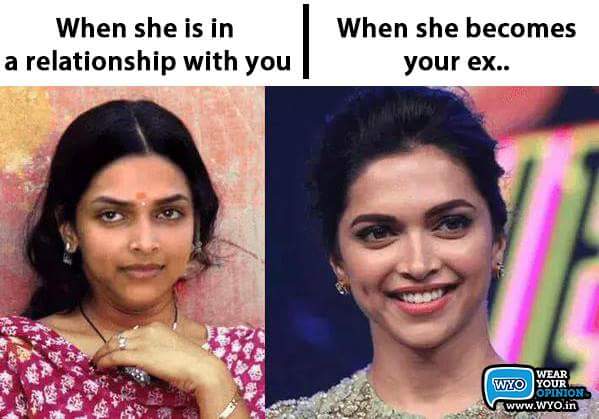 When she is in
a relationship with you
When she becomes
your ex..
WYO
WEAR
YOUR
OPINION
www.WYO.in